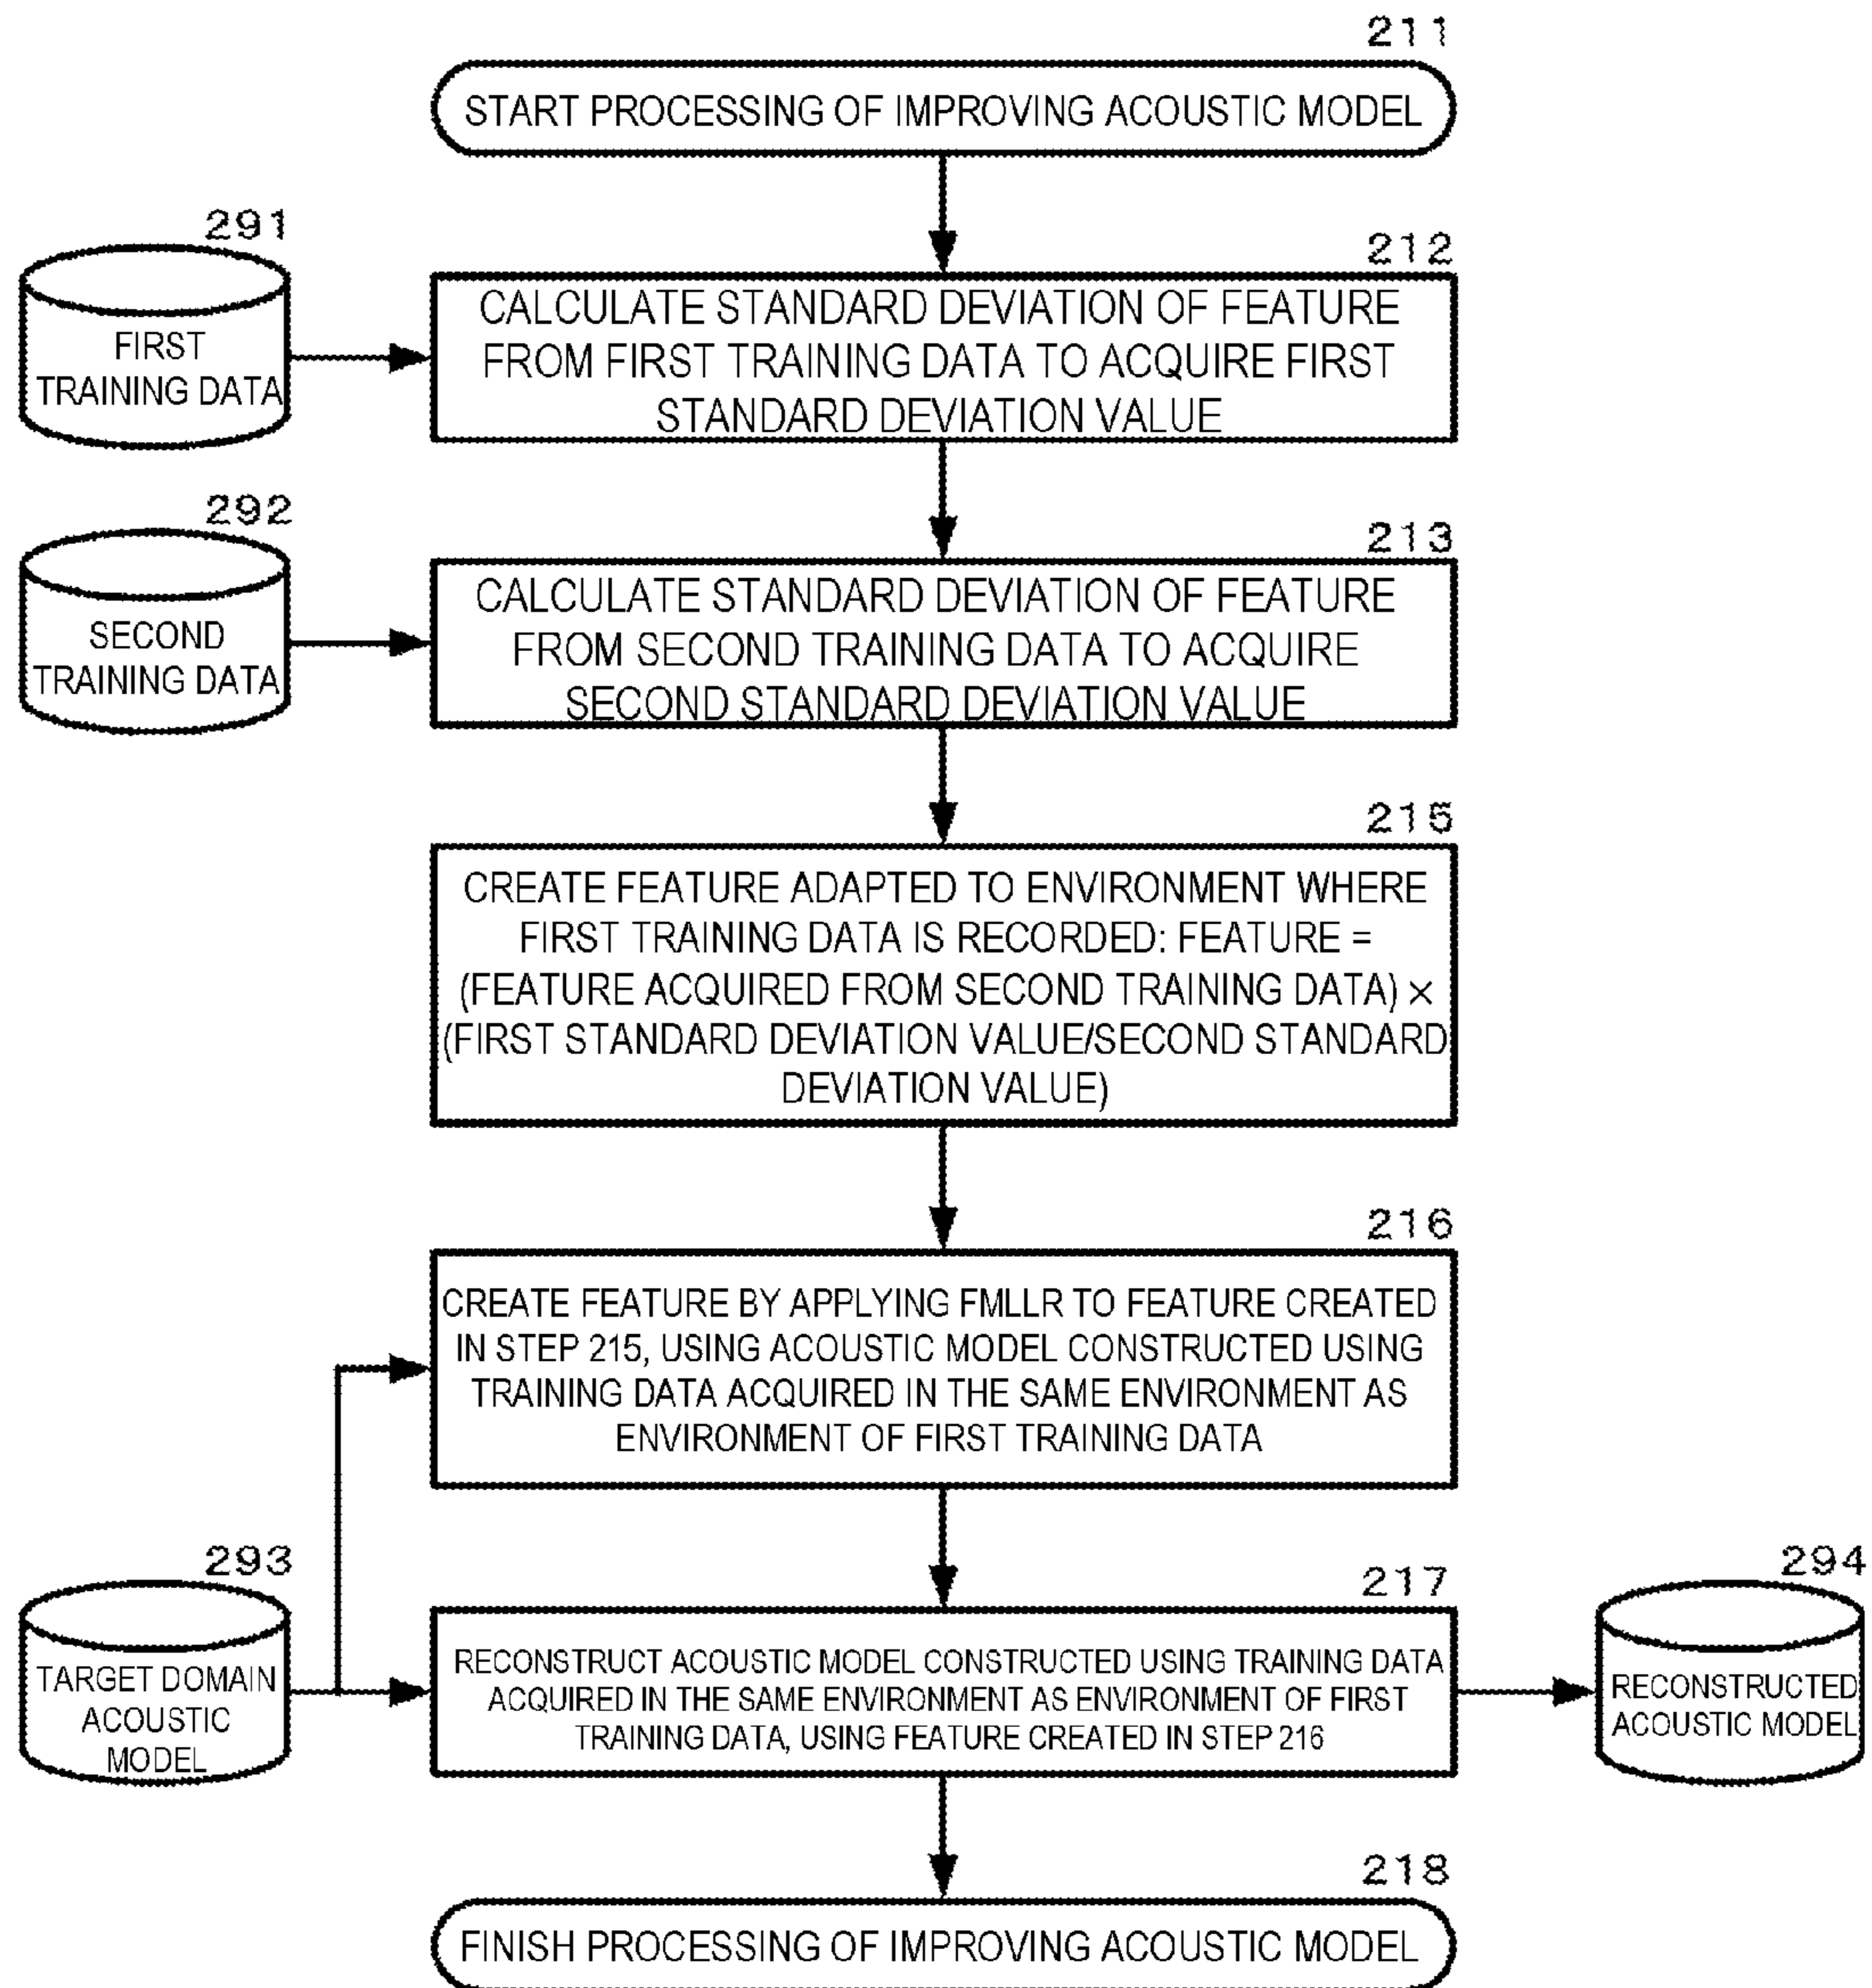 211
START PROCESSING OF IMPROVING ACOUSTIC MODEL
291
FIRST
TRAINING DATA
212
CALCULATE STANDARD DEVIATION OF FEATURE
FROM FIRST TRAINING DATA TO ACQUIRE FIRST
STANDARD DEVIATION VALUE
292
SECOND
TRAINING DATA
213
CALCULATE STANDARD DEVIATION OF FEATURE
FROM SECOND TRAINING DATA TO ACQUIRE
SECOND STANDARD DEVIATION VALUE
215
CREATE FEATURE ADAPTED TO ENVIRONMENT WHERE
FIRST TRAINING DATA IS RECORDED: FEATURE =
(FEATURE ACQUIRED FROM SECOND TRAINING DATA) ×
(FIRST STANDARD DEVIATION VALUE/SECOND STANDARD
DEVIATION VALUE)
216
CREATE FEATURE BY APPLYING FMLLR TO FEATURE CREATED
IN STEP 215, USING ACOUSTIC MODEL CONSTRUCTED USING
TRAINING DATA ACQUIRED IN THE SAME ENVIRONMENT AS
ENVIRONMENT OF FIRST TRAINING DATA
293
TARGET DOMAIN
ACOUSTIC
MODEL
217
RECONSTRUCT ACOUSTIC MODEL CONSTRUCTED USING TRAINING DATA
ACQUIRED IN THE SAME ENVIRONMENT AS ENVIRONMENT OF FIRST
TRAINING DATA, USING FEATURE CREATED IN STEP 216
294
RECONSTRUCTED
ACOUSTIC MODEL
218
FINISH PROCESSING OF IMPROVING ACOUSTIC MODEL